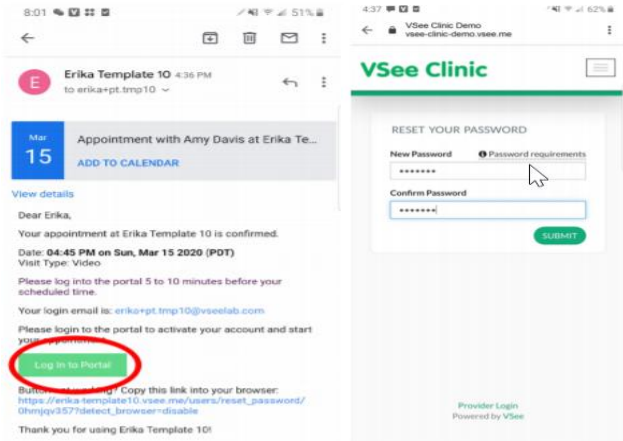 8:01
51%
E
Erika Template 10 4:36 PM
to erika+pt.tmp10
Mar
15
Appointment with Amy Davis at Erika Te...
ADD TO CALENDAR
View details
Dear Erika,
Your appointment at Erika Template 10 is confirmed.
Date: 04:45 PM on Sun, Mar 15 2020 (PDT)
Visit Type: Video
Please log into the portal 5 to 10 minutes before your
scheduled time.
Your login email is: erika+pt.tmp10@vseelab.com
Please login to the portal to activate your account and start
your appointment.
Log in to Portal
Button not working? Copy this link into your browser:
https://erika-template10.vsee.me/users/reset_password/
0hmjqv357?detect_browser=disable
Thank you for using Erika Template 10!
4:37
62%
VSee Clinic Demo
vsee-clinic-demo.vsee.me
VSee Clinic
RESET YOUR PASSWORD
New Password Password requirements
•••••••
Confirm Password
•••••••
SUBMIT
Provider Login
Powered by VSee